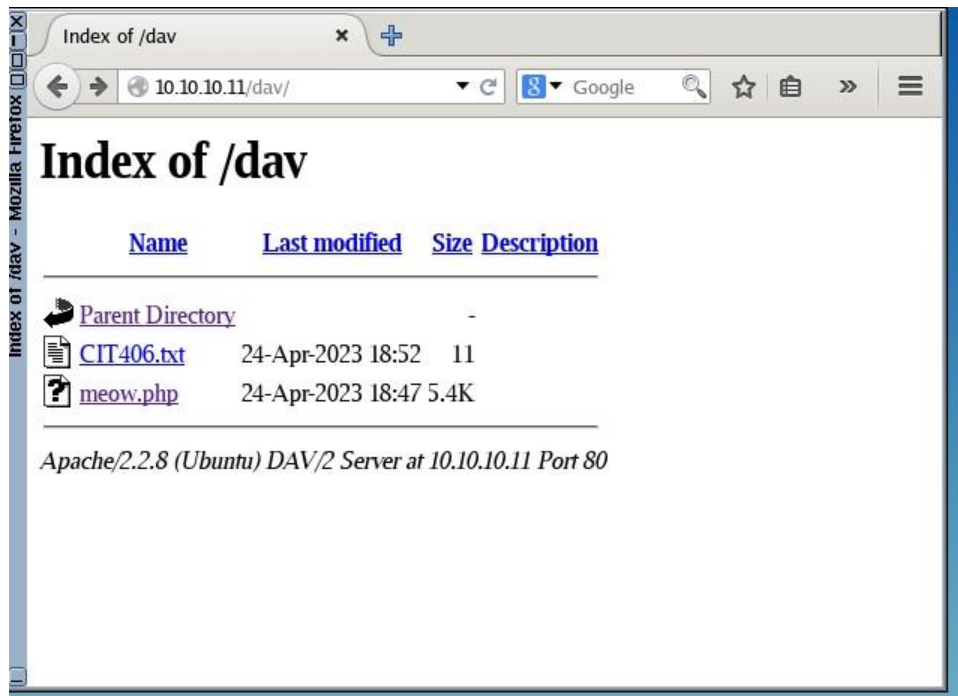 Index of /dav - Mozilla Firefox
Index of /dav
10.10.10.11/dav/
8 Google
Index of /dav
Name Last modified Size Description
Parent Directory -
CIT406.txt 24-Apr-2023 18:52 11
meow.php 24-Apr-2023 18:47 5.4K
Apache/2.2.8 (Ubuntu) DAV/2 Server at 10.10.10.11 Port 80